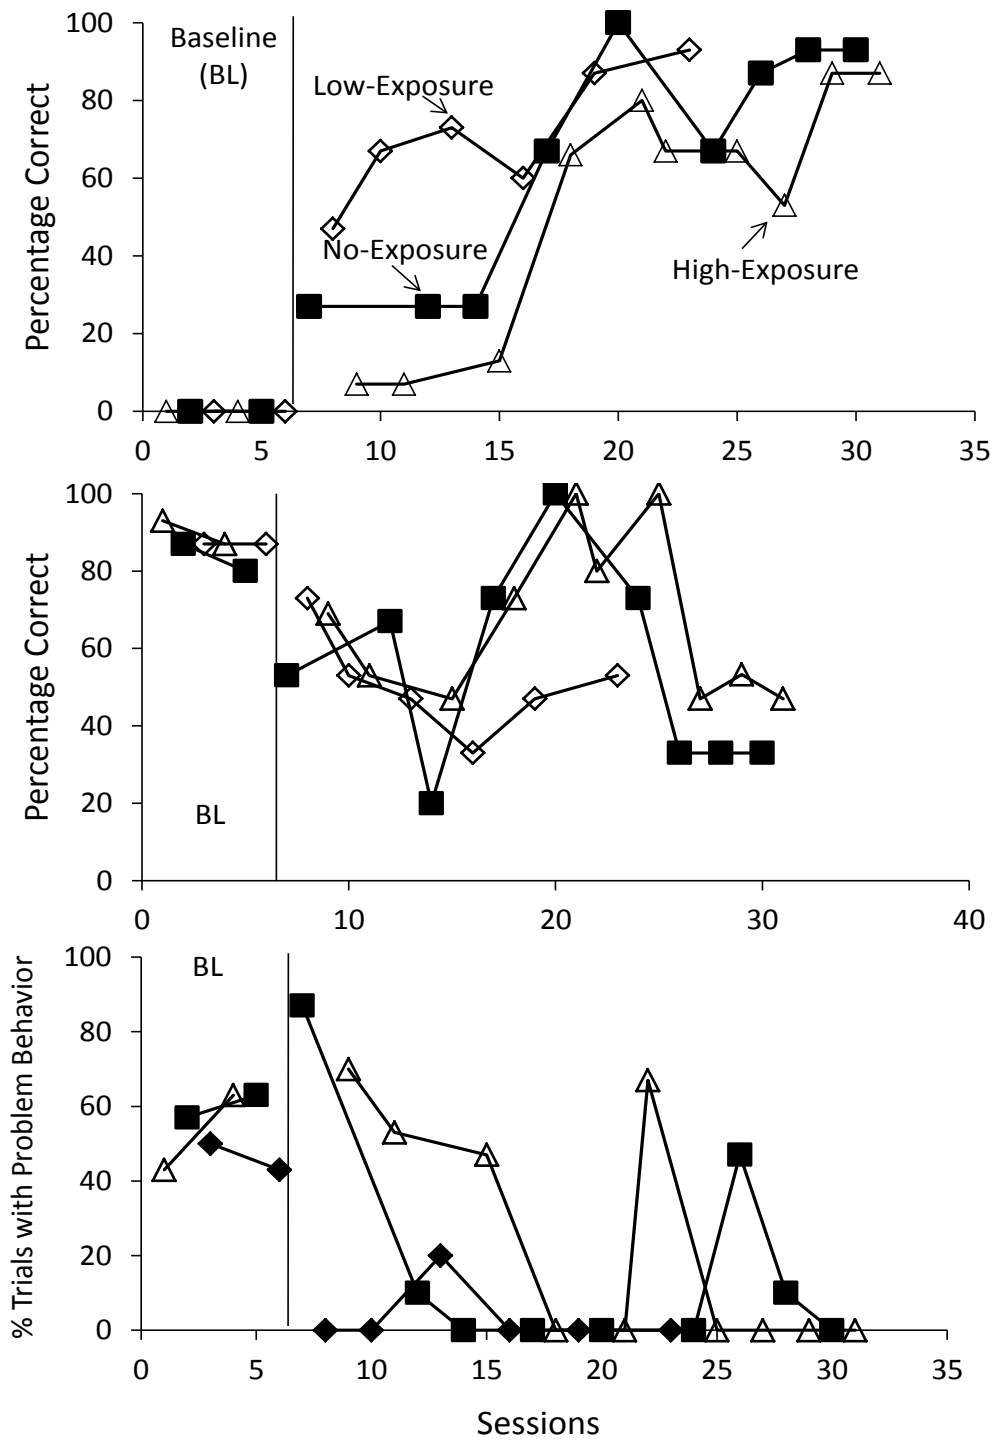 100
80
60
40
20
0
Percentage Correct
Baseline
(BL)
Low-Exposure
No-Exposure
High-Exposure
0 5 10 15 20 25 30 35
100
80
60
40
20
0
Percentage Correct
BL
0 10 20 30 40
100
80
60
40
20
0
% Trials with Problem Behavior
BL
0 5 10 15 20 25 30 35
Sessions